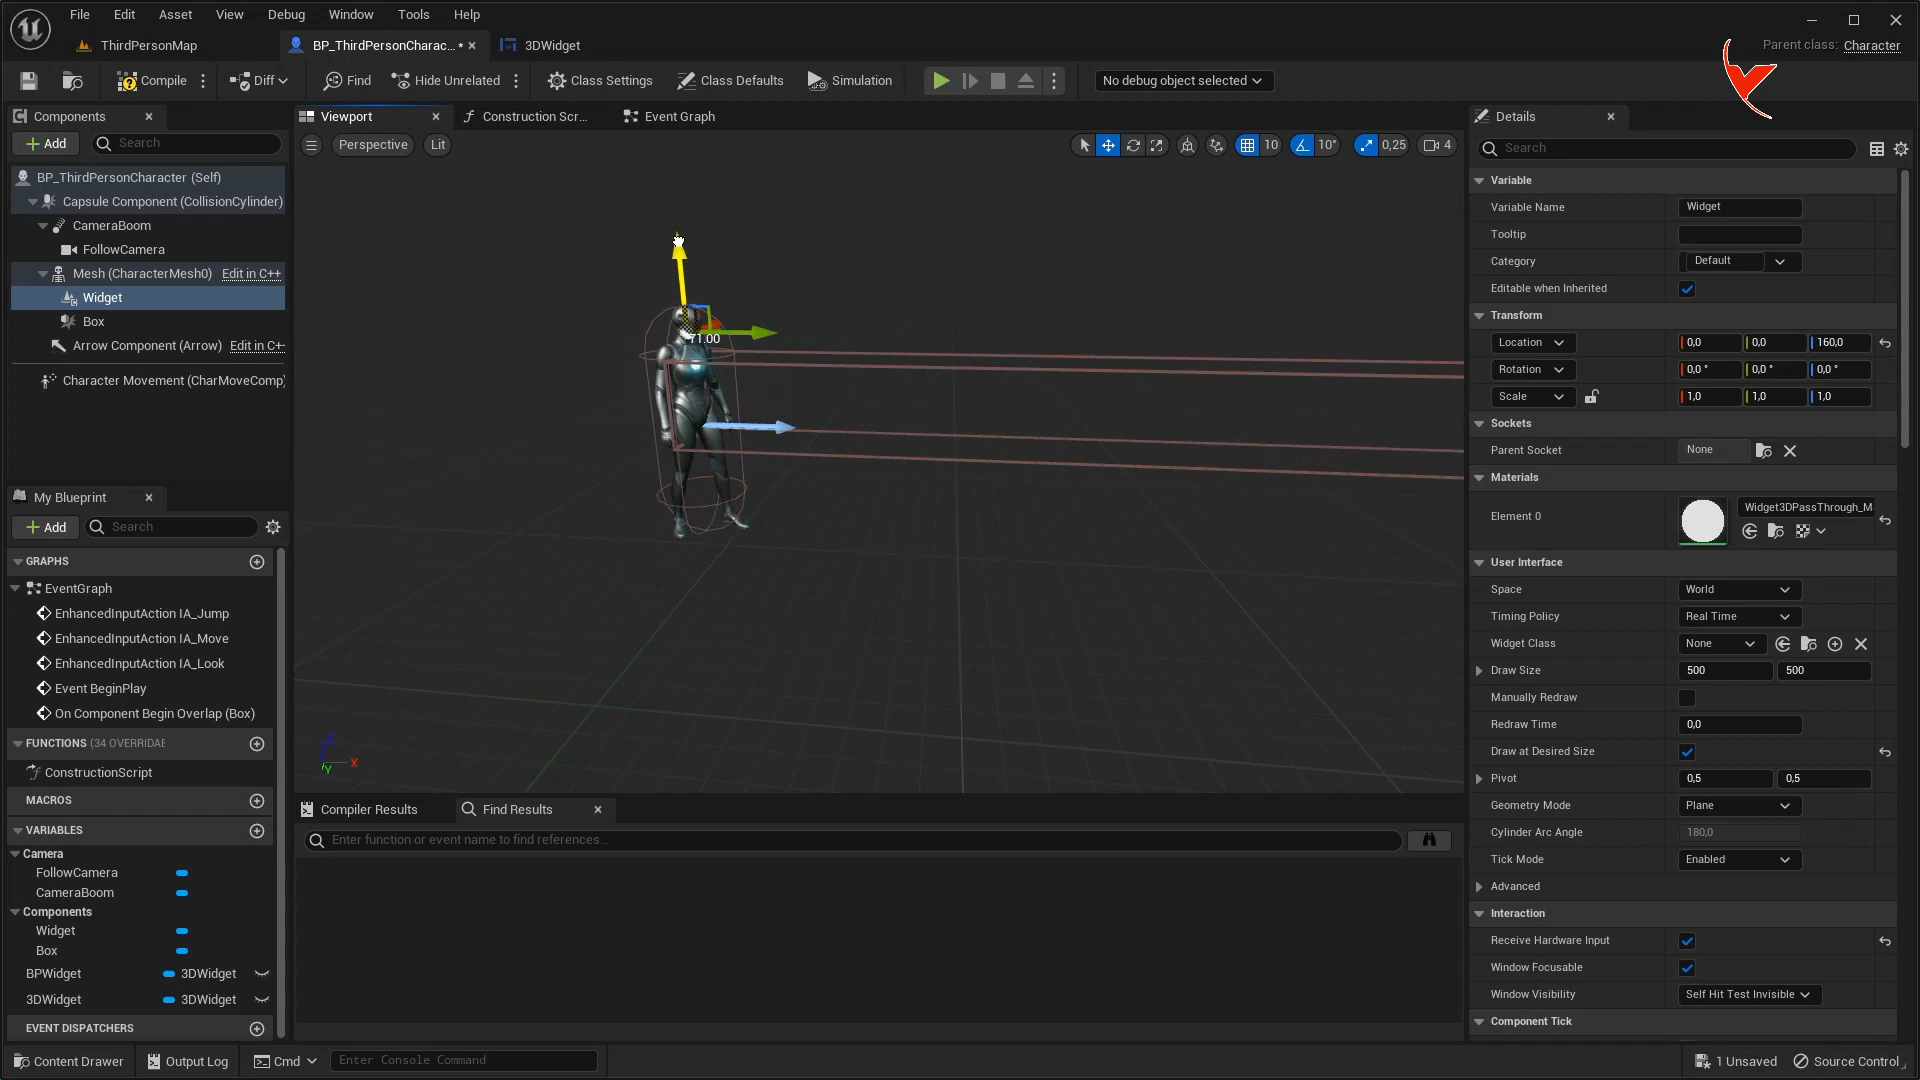 File Edit Asset View Debug Window Tools Help
ThirdPersonMap BP_ThirdPersonCharac... * 3DWidget
Parent class: Character
Compile Diff Find Hide Unrelated Class Settings Class Defaults Simulation No debug object selected
Components
Add Search
BP_ThirdPersonCharacter (Self)
Capsule Component (CollisionCylinder)
CameraBoom
FollowCamera
Mesh (CharacterMesh0) Edit in C++
Widget
Box
Arrow Component (Arrow) Edit in C+
Character Movement (CharMoveComp)
My Blueprint
Add Search
GRAPHS
EventGraph
EnhancedInputAction IA_Jump
EnhancedInputAction IA_Move
EnhancedInputAction IA_Look
Event BeginPlay
On Component Begin Overlap (Box)
FUNCTIONS (34 OVERRIDAE
ConstructionScript
MACROS
VARIABLES
Camera
FollowCamera
CameraBoom
Components
Widget
Box
BPWidget 3DWidget
3DWidget 3DWidget
EVENT DISPATCHERS
Viewport Construction Scr... Event Graph
Perspective Lit 10 10° 0,25 4
71.00
Z
X
Y
Compiler Results Find Results
Enter function or event name to find references...
Details
Search
Variable
Variable Name Widget
Tooltip
Category Default
Editable when Inherited
Transform
Location 0,0 0,0 160,0
Rotation 0,0 ° 0,0 ° 0,0 °
Scale 1,0 1,0 1,0
Sockets
Parent Socket None
Materials
Element 0 Widget3DPassThrough_M
User Interface
Space World
Timing Policy Real Time
Widget Class None
Draw Size 500 500
Manually Redraw
Redraw Time 0,0
Draw at Desired Size
Pivot 0,5 0,5
Geometry Mode Plane
Cylinder Arc Angle 180,0
Tick Mode Enabled
Advanced
Interaction
Receive Hardware Input
Window Focusable
Window Visibility Self Hit Test Invisible
Component Tick
Content Drawer Output Log Cmd Enter Console Command 1 Unsaved Source Control